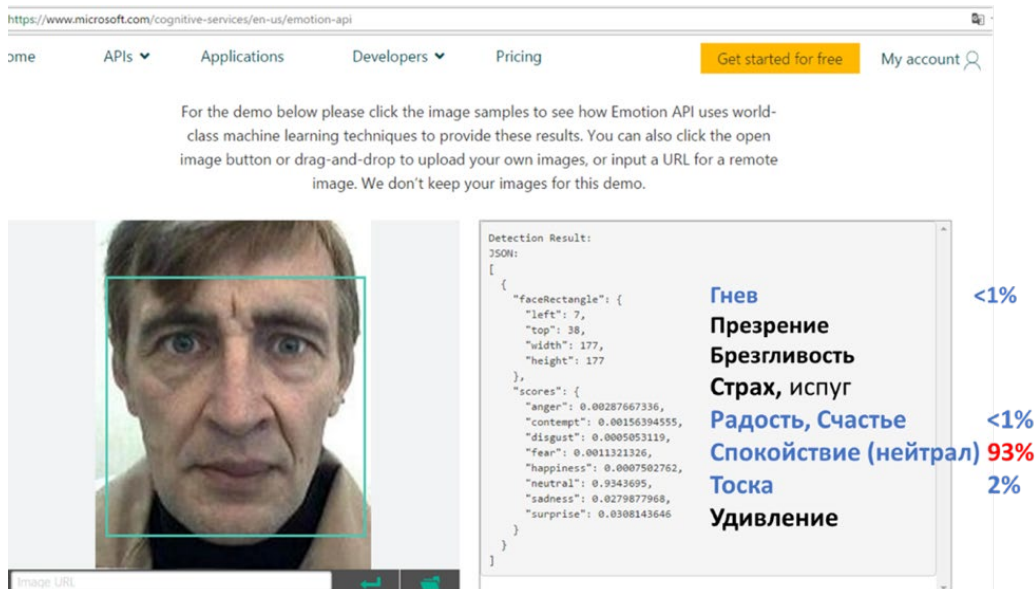 https://www.microsoft.com/cognitive-services/en-us/emotion-api
ome APIs Applications Developers Pricing Get started for free My account
For the demo below please click the image samples to see how Emotion API uses world-
class machine learning techniques to provide these results. You can also click the open
image button or drag-and-drop to upload your own images, or input a URL for a remote
image. We don't keep your images for this demo.
Detection Result:
JSON:
[
{
"faceRectangle": {
"left": 7,
"top": 38,
"width": 177,
"height": 177
},
"scores": {
"anger": 0.00287667336,
"contempt": 0.00156394555,
"disgust": 0.0005053119,
"fear": 0.0011321326,
"happiness": 0.0007502762,
"neutral": 0.9343695,
"sadness": 0.0279877968,
"surprise": 0.0308143646
}
}
]
Гнев <1%
Презрение
Брезгливость
Страх, испуг
Радость, Счастье <1%
Спокойствие (нейтрал) 93%
Тоска 2%
Удивление
Image URL